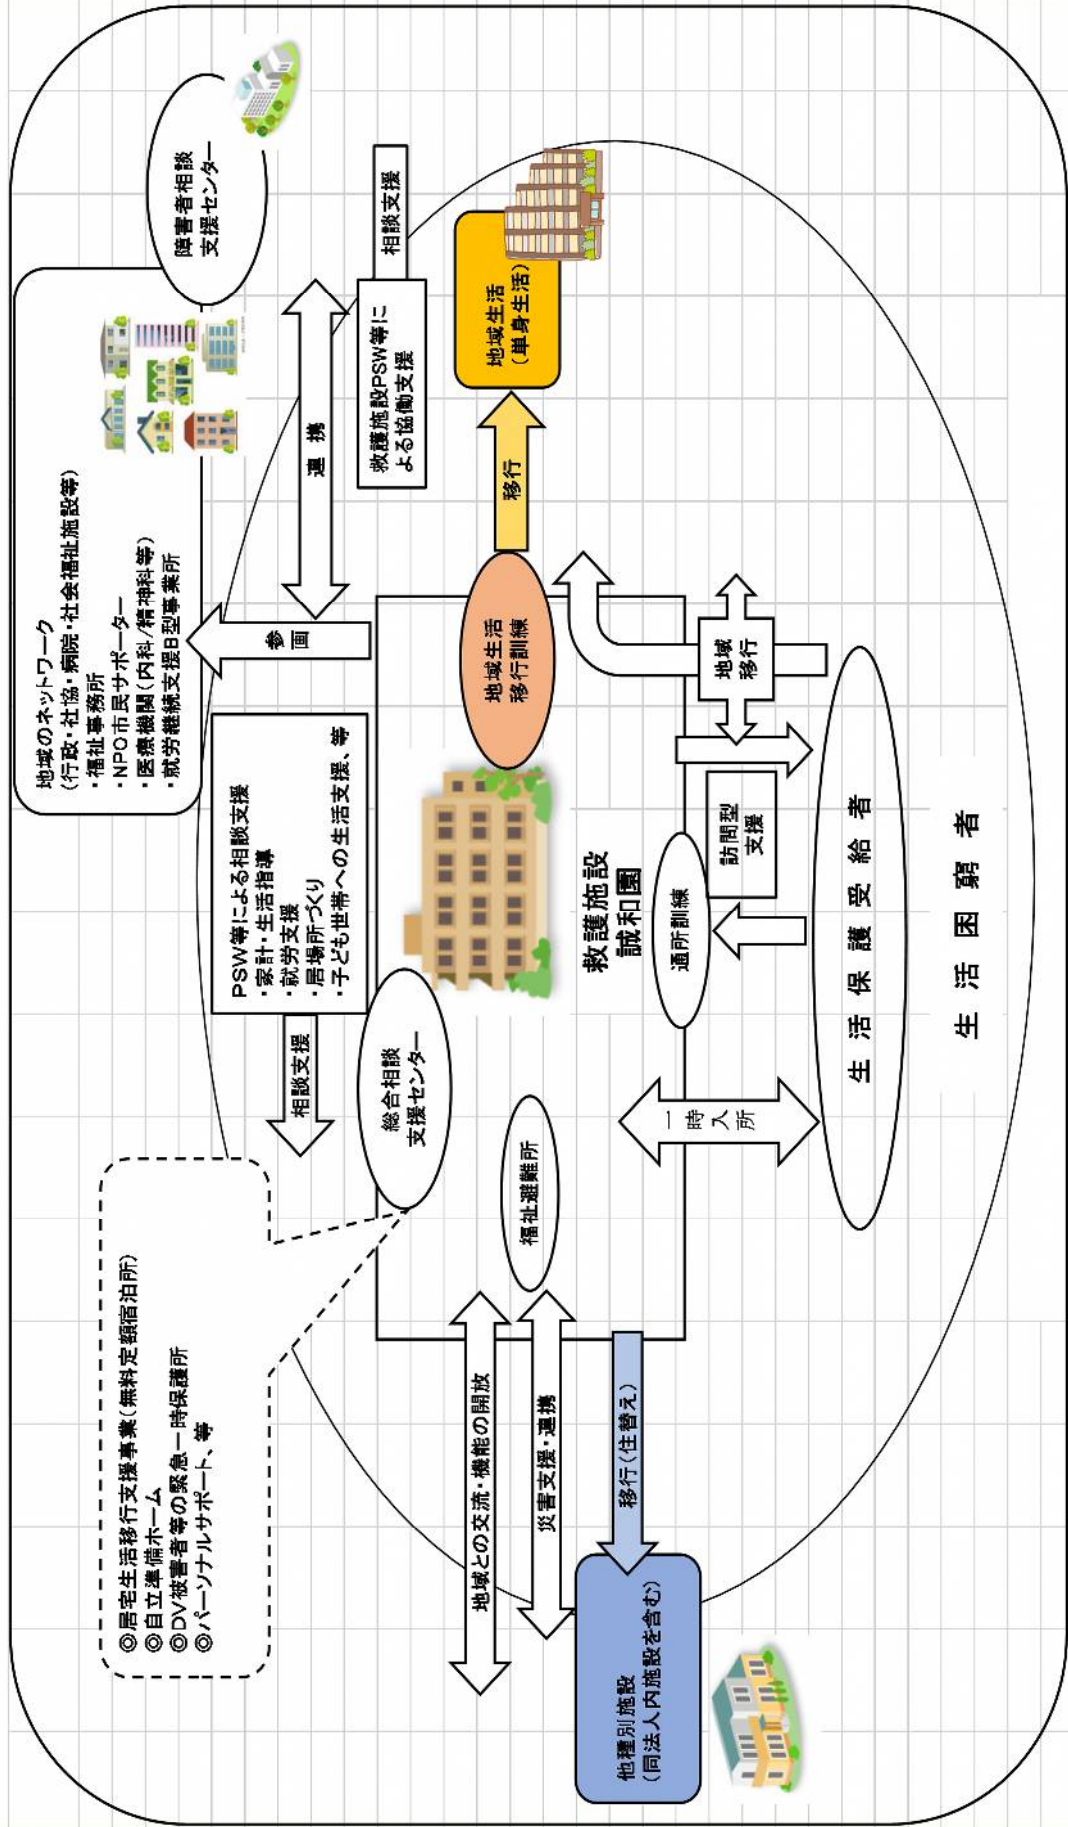 ◎居宅生活移行支援事業（無料定額宿泊所）
◎自立準備ホーム
◎DV被害者等の緊急一時保護所
◎パーソナルサポート、等
地域のネットワーク
（行政・社協・病院・社会福祉施設等）
・福祉事務所
・NPO市民サポーター
・医療機関（内科/精神科等）
・就労継続支援B型事業所
障害者相談
支援センター
相談支援
PSW等による相談支援
・家計・生活指導
・就労支援
・居場所づくり
・子ども世帯への生活支援、等
参画
連携
相談支援
救護施設PSW等に
よる協働支援
総合相談
支援センター
地域との交流・機能の開放
災害支援・連携
福祉避難所
地域生活
移行訓練
移行
地域生活
（単身生活）
移行（住替え）
他種別施設
（同法人内施設を含む）
救護施設
誠和園
通所訓練
一時入所
訪問型
支援
地域
移行
生活保護受給者
生活困窮者